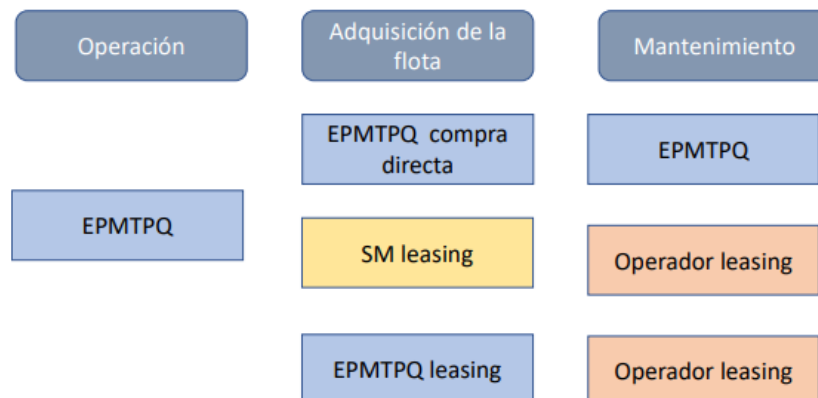 Operación
Adquisición de la
flota
Mantenimiento
EPMTPQ compra
directa
EPMTPQ
EPMTPQ
SM leasing
Operador leasing
EPMTPQ leasing
Operador leasing